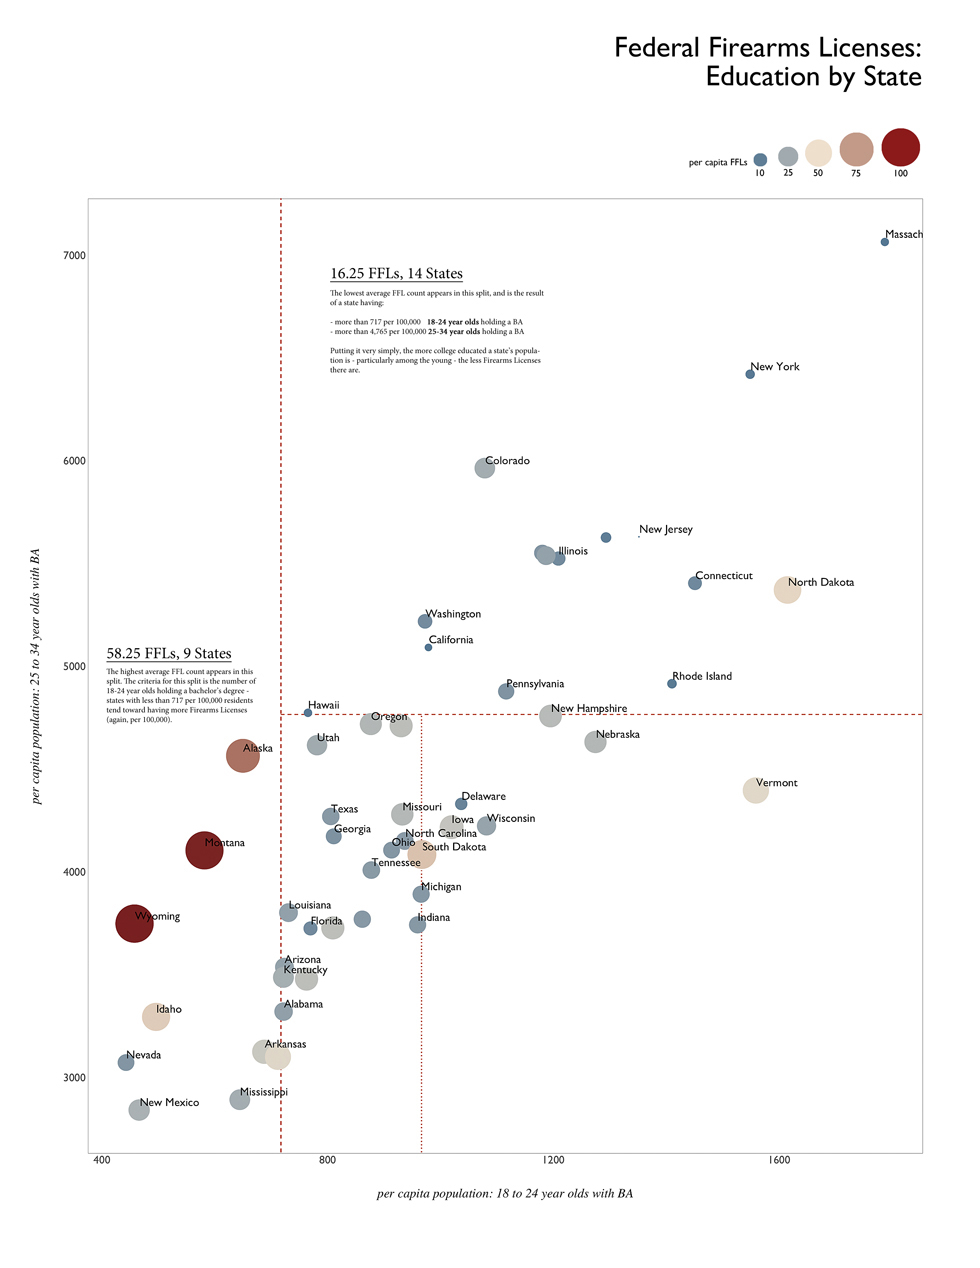 Federal Firearms Licenses:
Education by State
per capita FFLs
10
25
50
75
100
Massach
7000
16.25 FFLs, 14 States
The lowest average FFL count appears in this split, and is the result
of a state having:
- more than 717 per 100,000 18-24 year olds holding a BA
- more than 4,765 per 100,000 25-34 year olds holding a BA
Putting it very simply, the more college educated a state's popula-
tion is - particularly among the young - the less Firearms Licenses
there are.
New York
6000
Colorado
New Jersey
Illinois
Connecticut
North Dakota
Washington
California
58.25 FFLs, 9 States
The highest average FFL count appears in this
split. The criteria for this split is the number of
18-24 year olds holding a bachelor's degree -
states with less than 717 per 100,000 residents
tend toward having more Firearms Licenses
(again, per 100,000).
5000
Rhode Island
Pennsylvania
Hawaii
New Hampshire
Oregon
Utah
Nebraska
Alaska
Vermont
Delaware
Texas
Missouri
Iowa
Wisconsin
Georgia
North Carolina
Ohio
South Dakota
Montana
Tennessee
4000
Michigan
Louisiana
Wyoming
Florida
Indiana
Arizona
Kentucky
Alabama
Idaho
Arkansas
Nevada
3000
Mississippi
New Mexico
400
800
1200
1600
per capita population: 25 to 34 year olds with BA
per capita population: 18 to 24 year olds with BA